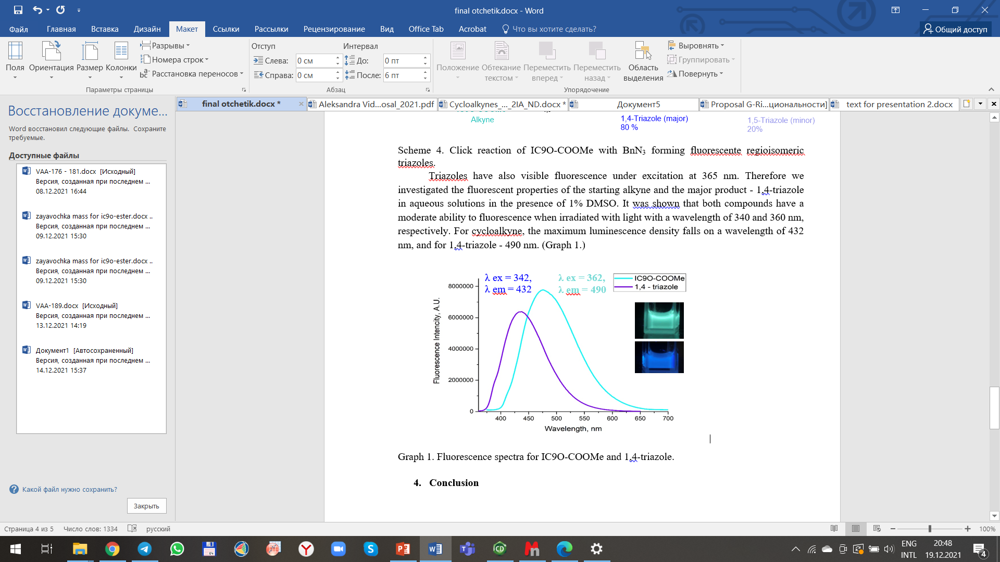 final otchetik.docx - Word
Файл Главная Вставка Дизайн Макет Ссылки Рассылки Рецензирование Вид Office Tab Acrobat Что вы хотите сделать? Общий доступ
Поля
Ориентация
Размер
Колонки
Разрывы
Номера строк
Расстановка переносов
Параметры страницы
Отступ
Слева: 0 см
Справа: 0 см
Интервал
До: 0 пт
После: 6 пт
Абзац
Положение
Обтекание текстом
Переместить вперед
Переместить назад
Область выделения
Выровнять
Группировать
Повернуть
Упорядочение
final otchetik.docx * Aleksandra Vid...osal_2021.pdf Cycloalkynes_..._2IA_ND.docx * Документ5 Proposal G-Ri...циональности] text for presentation 2.docx
Восстановление докуме...
Word восстановил следующие файлы. Сохраните
требуемые.
Доступные файлы
VAA-176 - 181.docx [Исходный]
Версия, созданная при последнем ...
08.12.2021 16:44
zayavochka mass for ic9o-ester.docx ..
Версия, созданная при последнем ...
09.12.2021 15:30
zayavochka mass for ic9o-ester.docx ..
Версия, созданная при последнем ...
09.12.2021 15:30
VAA-189.docx [Исходный]
Версия, созданная при последнем ...
13.12.2021 14:19
Документ1 [Автосохраненный]
Версия, созданная при последнем ...
14.12.2021 15:37
Какой файл нужно сохранить?
Закрыть
Alkyne
1,4-Triazole (major)
80 %
1,5-Triazole (minor)
20%
Scheme 4. Click reaction of IC9O-COOMe with BnN3 forming fluorescente regioisomeric
triazoles.
Triazoles have also visible fluorescence under excitation at 365 nm. Therefore we
investigated the fluorescent properties of the starting alkyne and the major product - 1,4-triazole
in aqueous solutions in the presence of 1% DMSO. It was shown that both compounds have a
moderate ability to fluorescence when irradiated with light with a wavelength of 340 and 360 nm,
respectively. For cycloalkyne, the maximum luminescence density falls on a wavelength of 432
nm, and for 1,4-triazole - 490 nm. (Graph 1.)
λ ex = 342,
λ em = 432
λ ex = 362,
λ em = 490
IC9O-COOMe
1,4 - triazole
Fluorescence Intencity, A.U.
8000000
6000000
4000000
2000000
0
400 450 500 550 600 650 700
Wavelength, nm
Graph 1. Fluorescence spectra for IC9O-COOMe and 1,4-triazole.
4. Conclusion
Страница 4 из 5 Число слов: 1334 русский 100%
ENG
INTL
20:48
19.12.2021
4